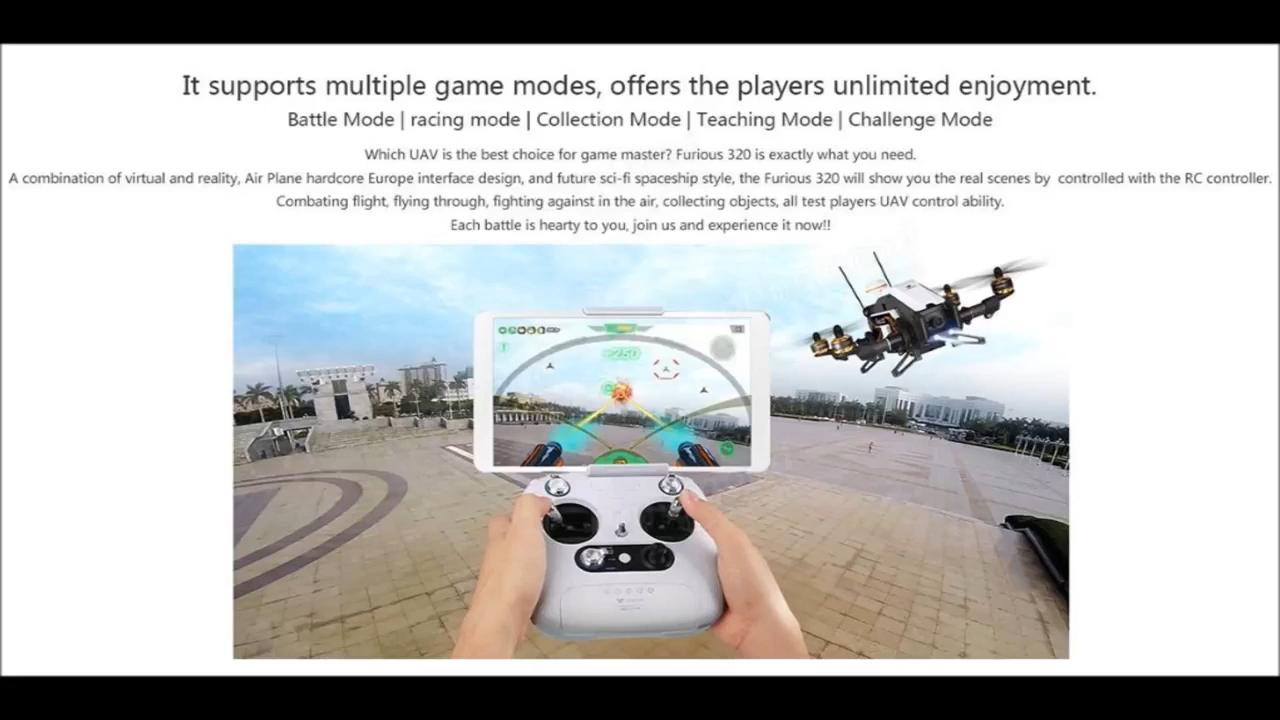 It supports multiple game modes, offers the players unlimited enjoyment.
Battle Mode | racing mode | Collection Mode | Teaching Mode | Challenge Mode
Which UAV is the best choice for game master? Furious 320 is exactly what you need.
A combination of virtual and reality, Air Plane hardcore Europe interface design, and future sci-fi spaceship style, the Furious 320 will show you the real scenes by controlled with the RC controller.
Combating flight, flying through, fighting against in the air, collecting objects, all test players UAV control ability.
Each battle is hearty to you, join us and experience it now!!
+250